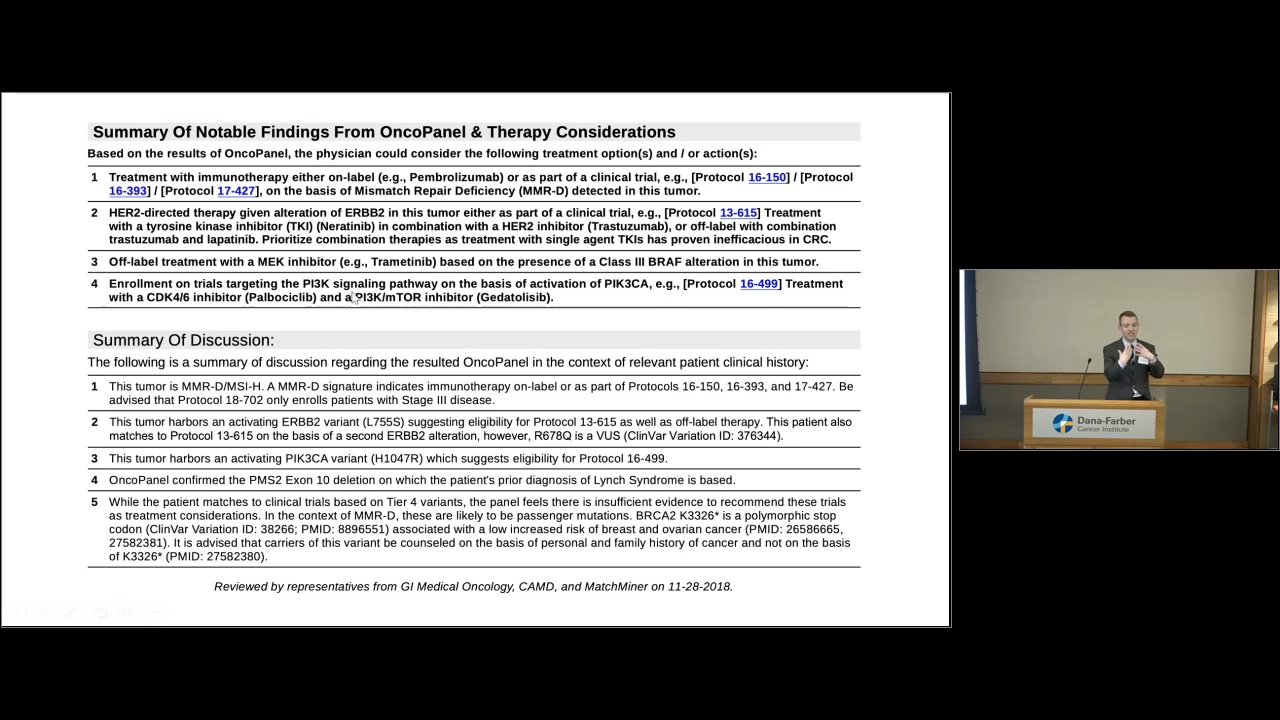 Summary Of Notable Findings From OncoPanel & Therapy Considerations
Based on the results of OncoPanel, the physician could consider the following treatment option(s) and / or action(s):
1 Treatment with immunotherapy either on-label (e.g., Pembrolizumab) or as part of a clinical trial, e.g., [Protocol 16-150] / [Protocol
16-393] / [Protocol 17-427], on the basis of Mismatch Repair Deficiency (MMR-D) detected in this tumor.
2 HER2-directed therapy given alteration of ERBB2 in this tumor either as part of a clinical trial, e.g., [Protocol 13-615] Treatment
with a tyrosine kinase inhibitor (TKI) (Neratinib) in combination with a HER2 inhibitor (Trastuzumab), or off-label with combination
trastuzumab and lapatinib. Prioritize combination therapies as treatment with single agent TKIs has proven inefficacious in CRC.
3 Off-label treatment with a MEK inhibitor (e.g., Trametinib) based on the presence of a Class III BRAF alteration in this tumor.
4 Enrollment on trials targeting the PI3K signaling pathway on the basis of activation of PIK3CA, e.g., [Protocol 16-499] Treatment
with a CDK4/6 inhibitor (Palbociclib) and a PI3K/mTOR inhibitor (Gedatolisib).
Summary Of Discussion:
The following is a summary of discussion regarding the resulted OncoPanel in the context of relevant patient clinical history:
1 This tumor is MMR-D/MSI-H. A MMR-D signature indicates immunotherapy on-label or as part of Protocols 16-150, 16-393, and 17-427. Be
advised that Protocol 18-702 only enrolls patients with Stage III disease.
2 This tumor harbors an activating ERBB2 variant (L755S) suggesting eligibility for Protocol 13-615 as well as off-label therapy. This patient also
matches to Protocol 13-615 on the basis of a second ERBB2 alteration, however, R678Q is a VUS (ClinVar Variation ID: 376344).
3 This tumor harbors an activating PIK3CA variant (H1047R) which suggests eligibility for Protocol 16-499.
4 OncoPanel confirmed the PMS2 Exon 10 deletion on which the patient's prior diagnosis of Lynch Syndrome is based.
5 While the patient matches to clinical trials based on Tier 4 variants, the panel feels there is insufficient evidence to recommend these trials
as treatment considerations. In the context of MMR-D, these are likely to be passenger mutations. BRCA2 K3326* is a polymorphic stop
codon (ClinVar Variation ID: 38266; PMID: 8896551) associated with a low increased risk of breast and ovarian cancer (PMID: 26586665,
27582381). It is advised that carriers of this variant be counseled on the basis of personal and family history of cancer and not on the basis
of K3326* (PMID: 27582380).
Reviewed by representatives from GI Medical Oncology, CAMD, and MatchMiner on 11-28-2018.
Dana-Farber
Cancer Institute